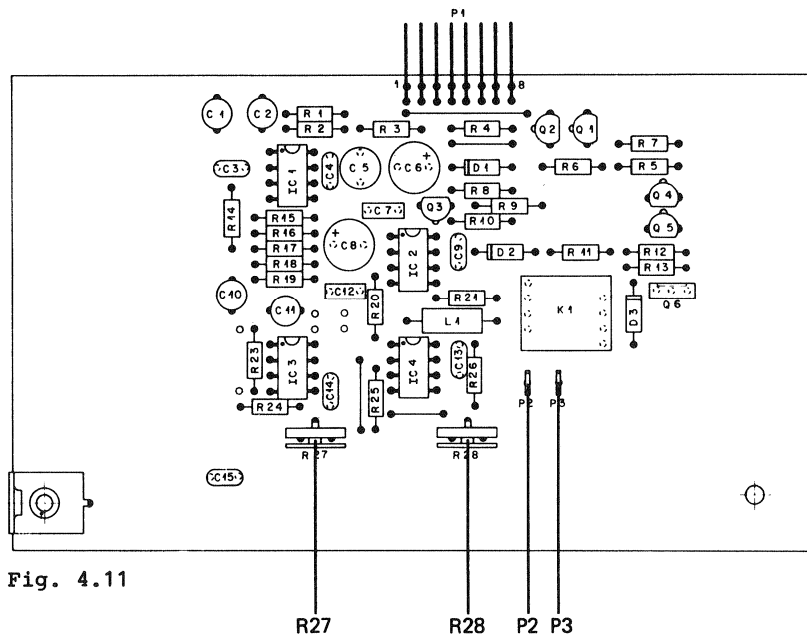 P1
1 8
C1 C2 R1
R2 R3 R4 Q2 Q1
R7
C3 IC1 C4 C5 C6 + D1 R6 R5
R14 R8 Q4
R15 C7 Q3 R9
R16 R10 Q5
+ R17 C8 IC2 C9 D2 R11 R12
R18 R13
R19
C10 C12 R20 R21 Q6
C11 L1 K1 D3
R23 IC3 IC4 C13 R26
C14 R25
R24 P2 P3
R27 R28
C15
Fig. 4.11
R27 R28 P2 P3